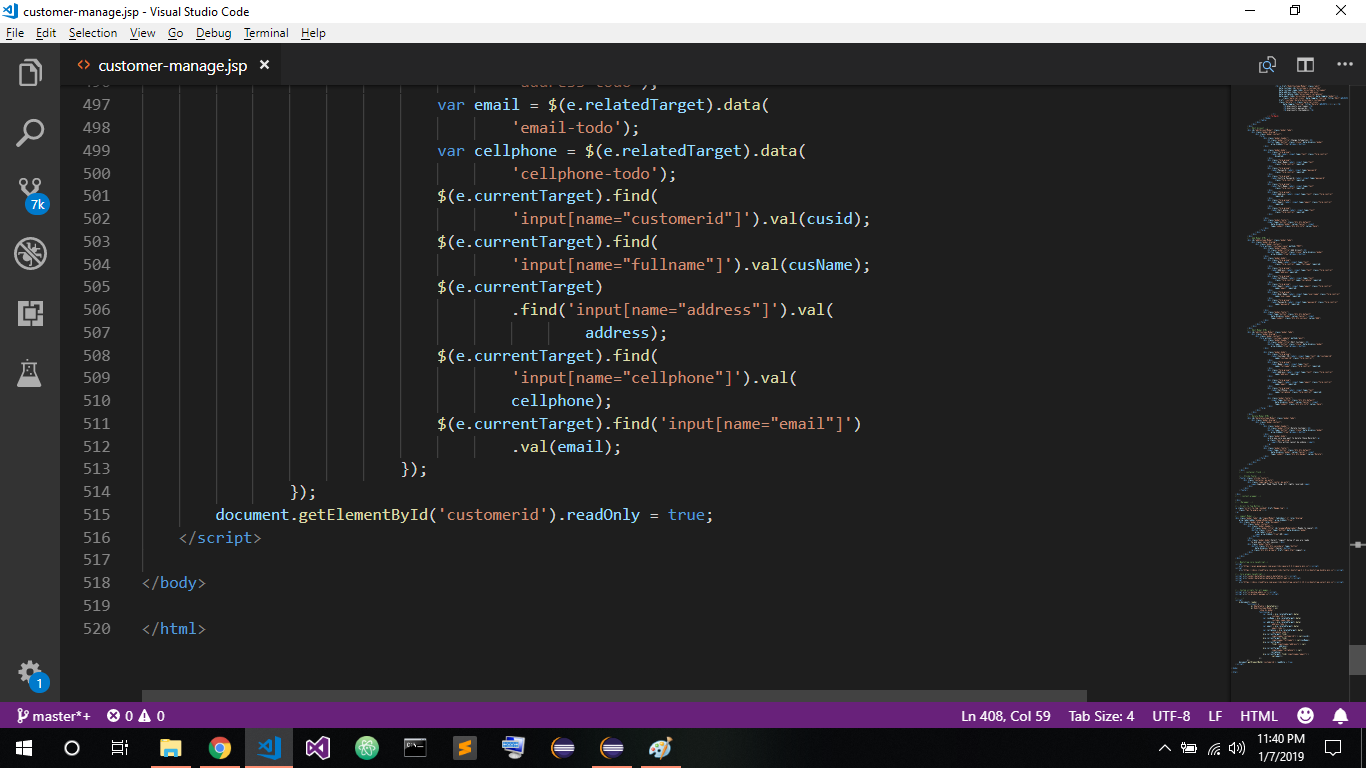 customer-manage.jsp - Visual Studio Code
File Edit Selection View Go Debug Terminal Help
customer-manage.jsp
497 var email = $(e.relatedTarget).data(
498 'email-todo');
499 var cellphone = $(e.relatedTarget).data(
500 'cellphone-todo');
501 $(e.currentTarget).find(
502 'input[name="customerid"]').val(cusid);
503 $(e.currentTarget).find(
504 'input[name="fullname"]').val(cusName);
505 $(e.currentTarget)
506 .find('input[name="address"]').val(
507 address);
508 $(e.currentTarget).find(
509 'input[name="cellphone"]').val(
510 cellphone);
511 $(e.currentTarget).find('input[name="email"]')
512 .val(email);
513 });
514 });
515 document.getElementById('customerid').readOnly = true;
516 </script>
517
518 </body>
519
520 </html>
7k
1
master*+ 0 0 Ln 408, Col 59 Tab Size: 4 UTF-8 LF HTML
11:40 PM
1/7/2019